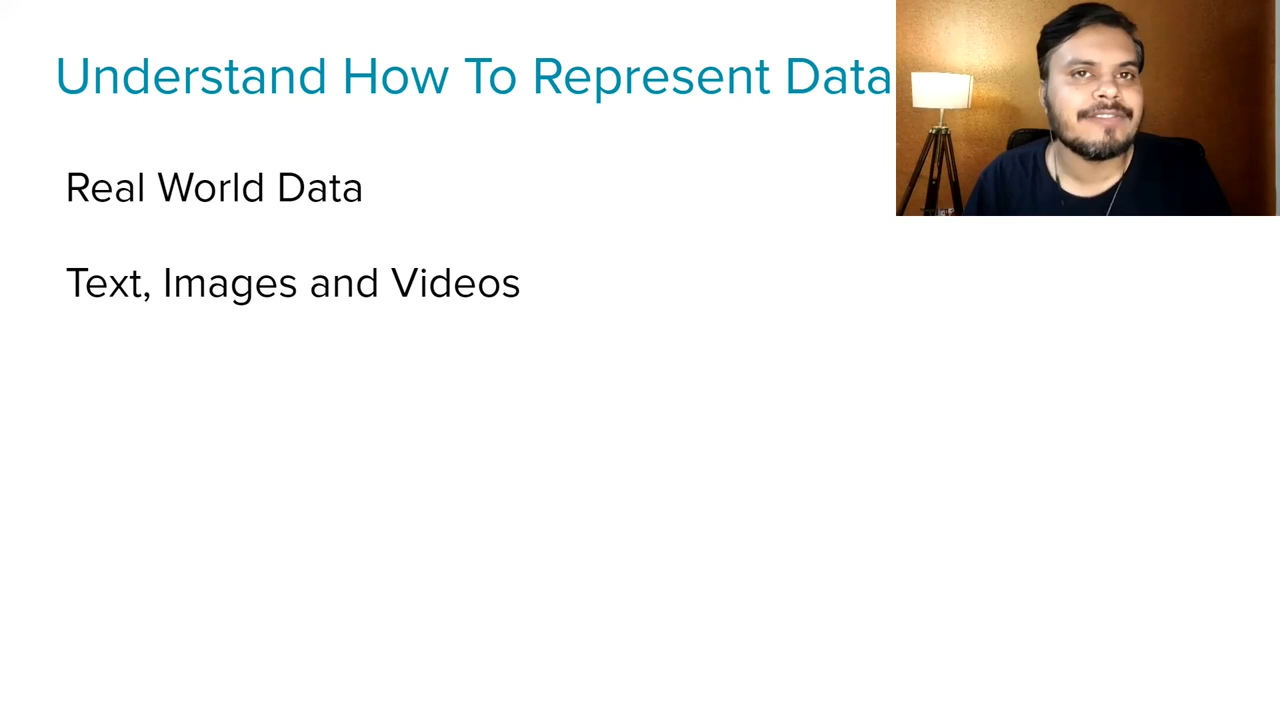 Understand How To Represent Data
Real World Data
Text, Images and Videos